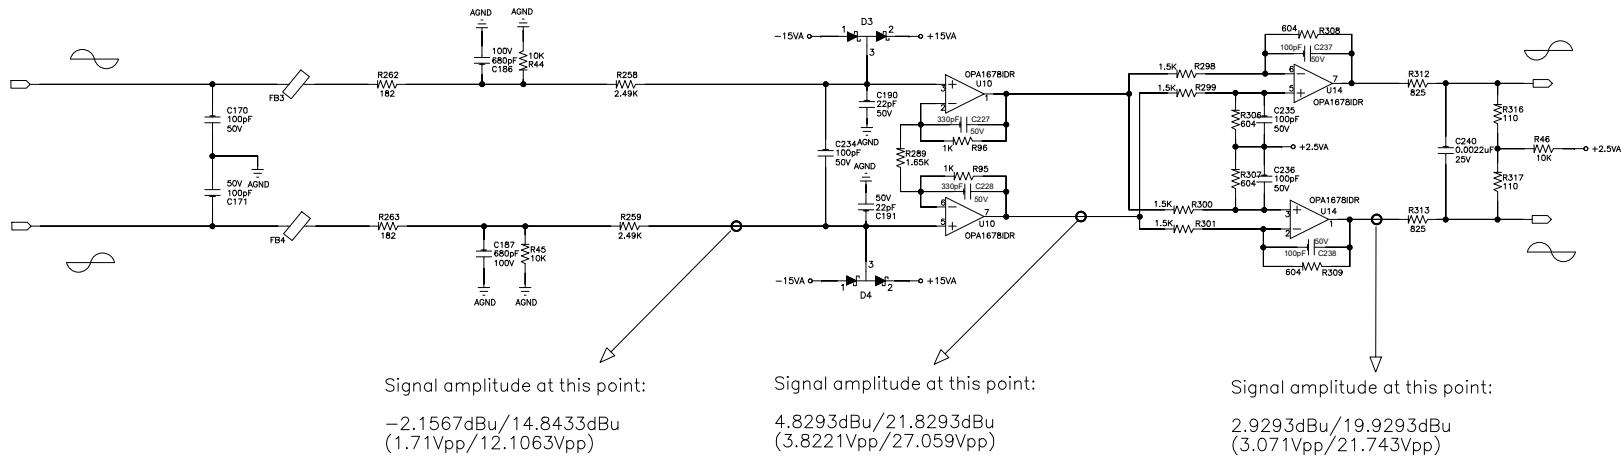 AGND
AGND
100V
680pF
C186
10K
R44
FB3
R262
182
R258
2.49K
C170
100pF
50V
AGND
50V
100pF
C171
FB4
R263
182
C187
680pF
100V
R45
10K
AGND
AGND
R259
2.49K
D3
-15VA
1
2
+15VA
3
C190
22pF
50V
AGND
C234
100pF
50V
AGND
50V
22pF
C191
3
-15VA
1
2
+15VA
D4
OPA1678IDR
U10
3
2
1
330pF
C227
50V
1K
R96
R289
1.65K
1K
R95
330pF
C228
50V
6
5
7
U10
OPA1678IDR
1.5K
R298
1.5K
R299
604
R308
100pF
C237
50V
6
5
7
U14
OPA1678IDR
R306
604
C235
100pF
50V
+2.5VA
R307
604
C236
100pF
50V
1.5K
R300
1.5K
R301
OPA1678IDR
U14
3
2
1
50V
100pF
C238
604
R309
R312
825
R313
825
C240
0.0022uF
25V
R316
110
R317
110
R46
10K
+2.5VA
Signal amplitude at this point:
-2.1567dBu/14.8433dBu
(1.71Vpp/12.1063Vpp)
Signal amplitude at this point:
4.8293dBu/21.8293dBu
(3.8221Vpp/27.059Vpp)
Signal amplitude at this point:
2.9293dBu/19.9293dBu
(3.071Vpp/21.743Vpp)